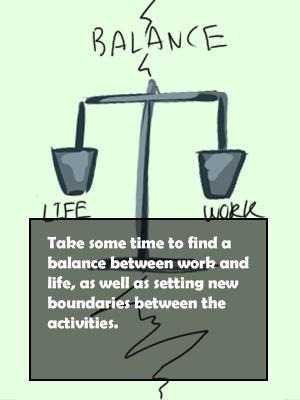 BALANCE
LIFE
WORK
Take some time to find a
balance between work and
life, as well as setting new
boundaries between the
activities.